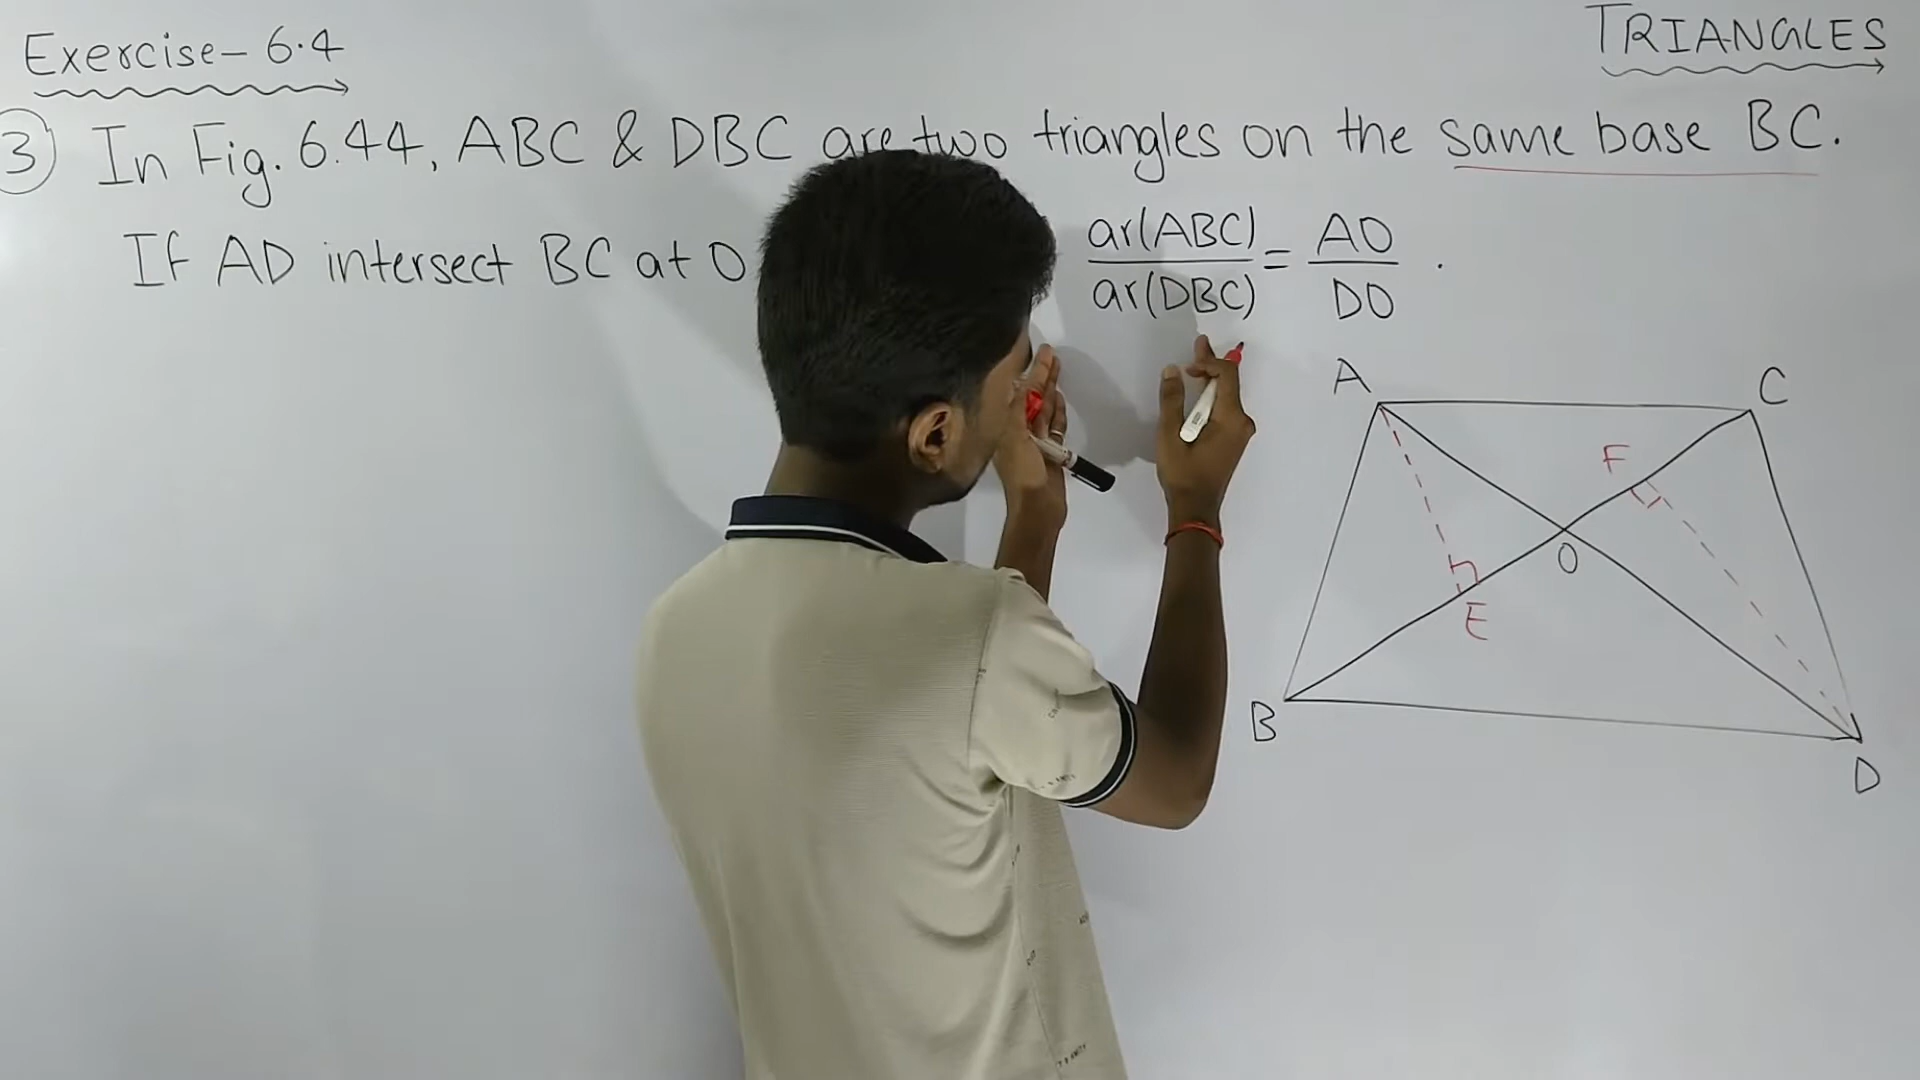 Exercise - 6.4
TRIANGLES
3 In Fig. 6.44, ABC & DBC are two triangles on the same base BC.
If AD intersect BC at O
ar(ABC) / ar(DBC) = AO / DO .
A
C
F
O
E
B
D